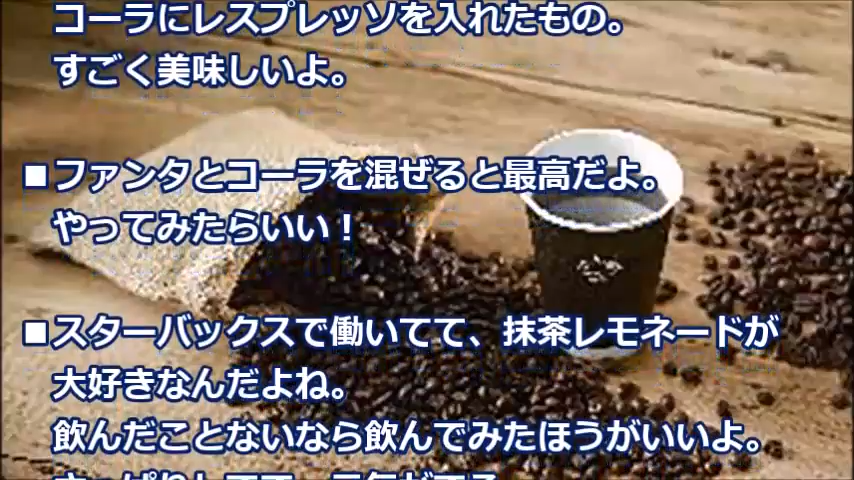 コーラにレスプレッソを入れたもの。
すごく美味しいよ。
■ファンタとコーラを混ぜると最高だよ。
やってみたらいい！
■スターバックスで働いてて、抹茶レモネードが
大好きなんだよね。
飲んだことないなら飲んでみたほうがいいよ。